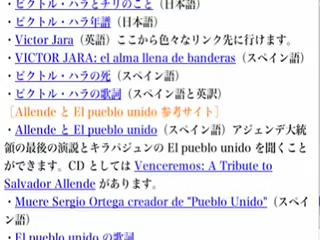 ・ビクトル・ハラとチリのこと（日本語）
・ビクトル・ハラ年譜（日本語）
・Victor Jara（英語）ここから色々なリンク先に行けます。
・VICTOR JARA: el alma llena de banderas（スペイン語）
・ビクトル・ハラの死（スペイン語）
・ビクトル・ハラの歌詞（スペイン語と英訳）
［Allende と El pueblo unido 参考サイト］
・Allende と El pueblo unido（スペイン語）アジェンデ大統
領の最後の演説とキラパジュンの El pueblo unido を聞くこと
ができます。CD としては Venceremos: A Tribute to
Salvador Allende があります。
・Muere Sergio Ortega creador de "Pueblo Unido"（スペイ
ン語）
・El pueblo unido の歌詞